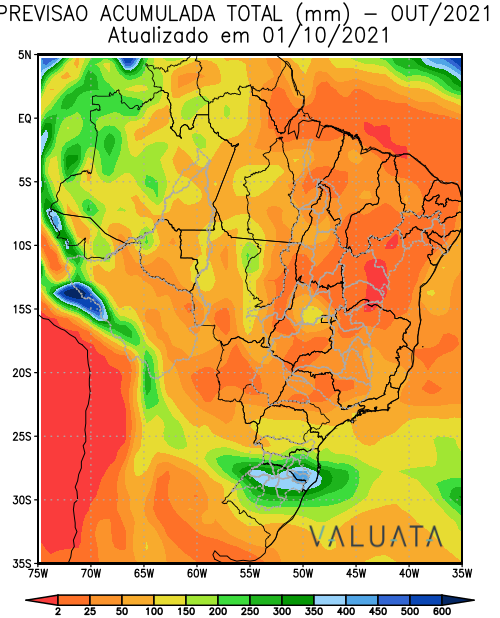 PREVISAO ACUMULADA TOTAL (mm) – OUT/2021
Atualizado em 01/10/2021
5N
EQ
5S
10S
15S
20S
25S
30S
35S
VALUATA
75W 70W 65W 60W 55W 50W 45W 40W 35W
2 25 50 100 150 200 250 300 350 400 450 500 600